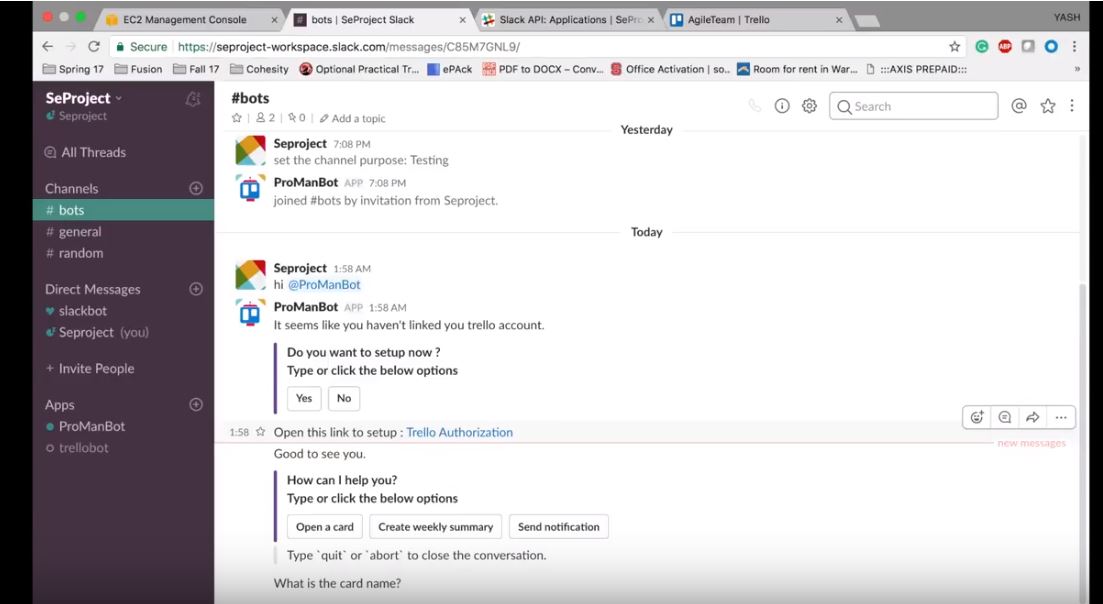 EC2 Management Console
bots | SeProject Slack
Slack API: Applications | SePro
AgileTeam | Trello
YASH
Secure https://seproject-workspace.slack.com/messages/C85M7GNL9/
ABP
Spring 17 Fusion Fall 17 Cohesity Optional Practical Tr... ePAck PDF to DOCX – Conv... Office Activation | so... Room for rent in War... :::AXIS PREPAID::: »
SeProject
Seproject
All Threads
Channels
# bots
# general
# random
Direct Messages
slackbot
Seproject (you)
+ Invite People
Apps
ProManBot
trellobot
#bots
2 | 0 | Add a topic
Search
Yesterday
Seproject 7:08 PM
set the channel purpose: Testing
ProManBot APP 7:08 PM
joined #bots by invitation from Seproject.
Today
Seproject 1:58 AM
hi @ProManBot
ProManBot APP 1:58 AM
It seems like you haven't linked you trello account.
Do you want to setup now ?
Type or click the below options
Yes No
1:58 Open this link to setup : Trello Authorization
new messages
Good to see you.
How can I help you?
Type or click the below options
Open a card Create weekly summary Send notification
Type `quit` or `abort` to close the conversation.
What is the card name?